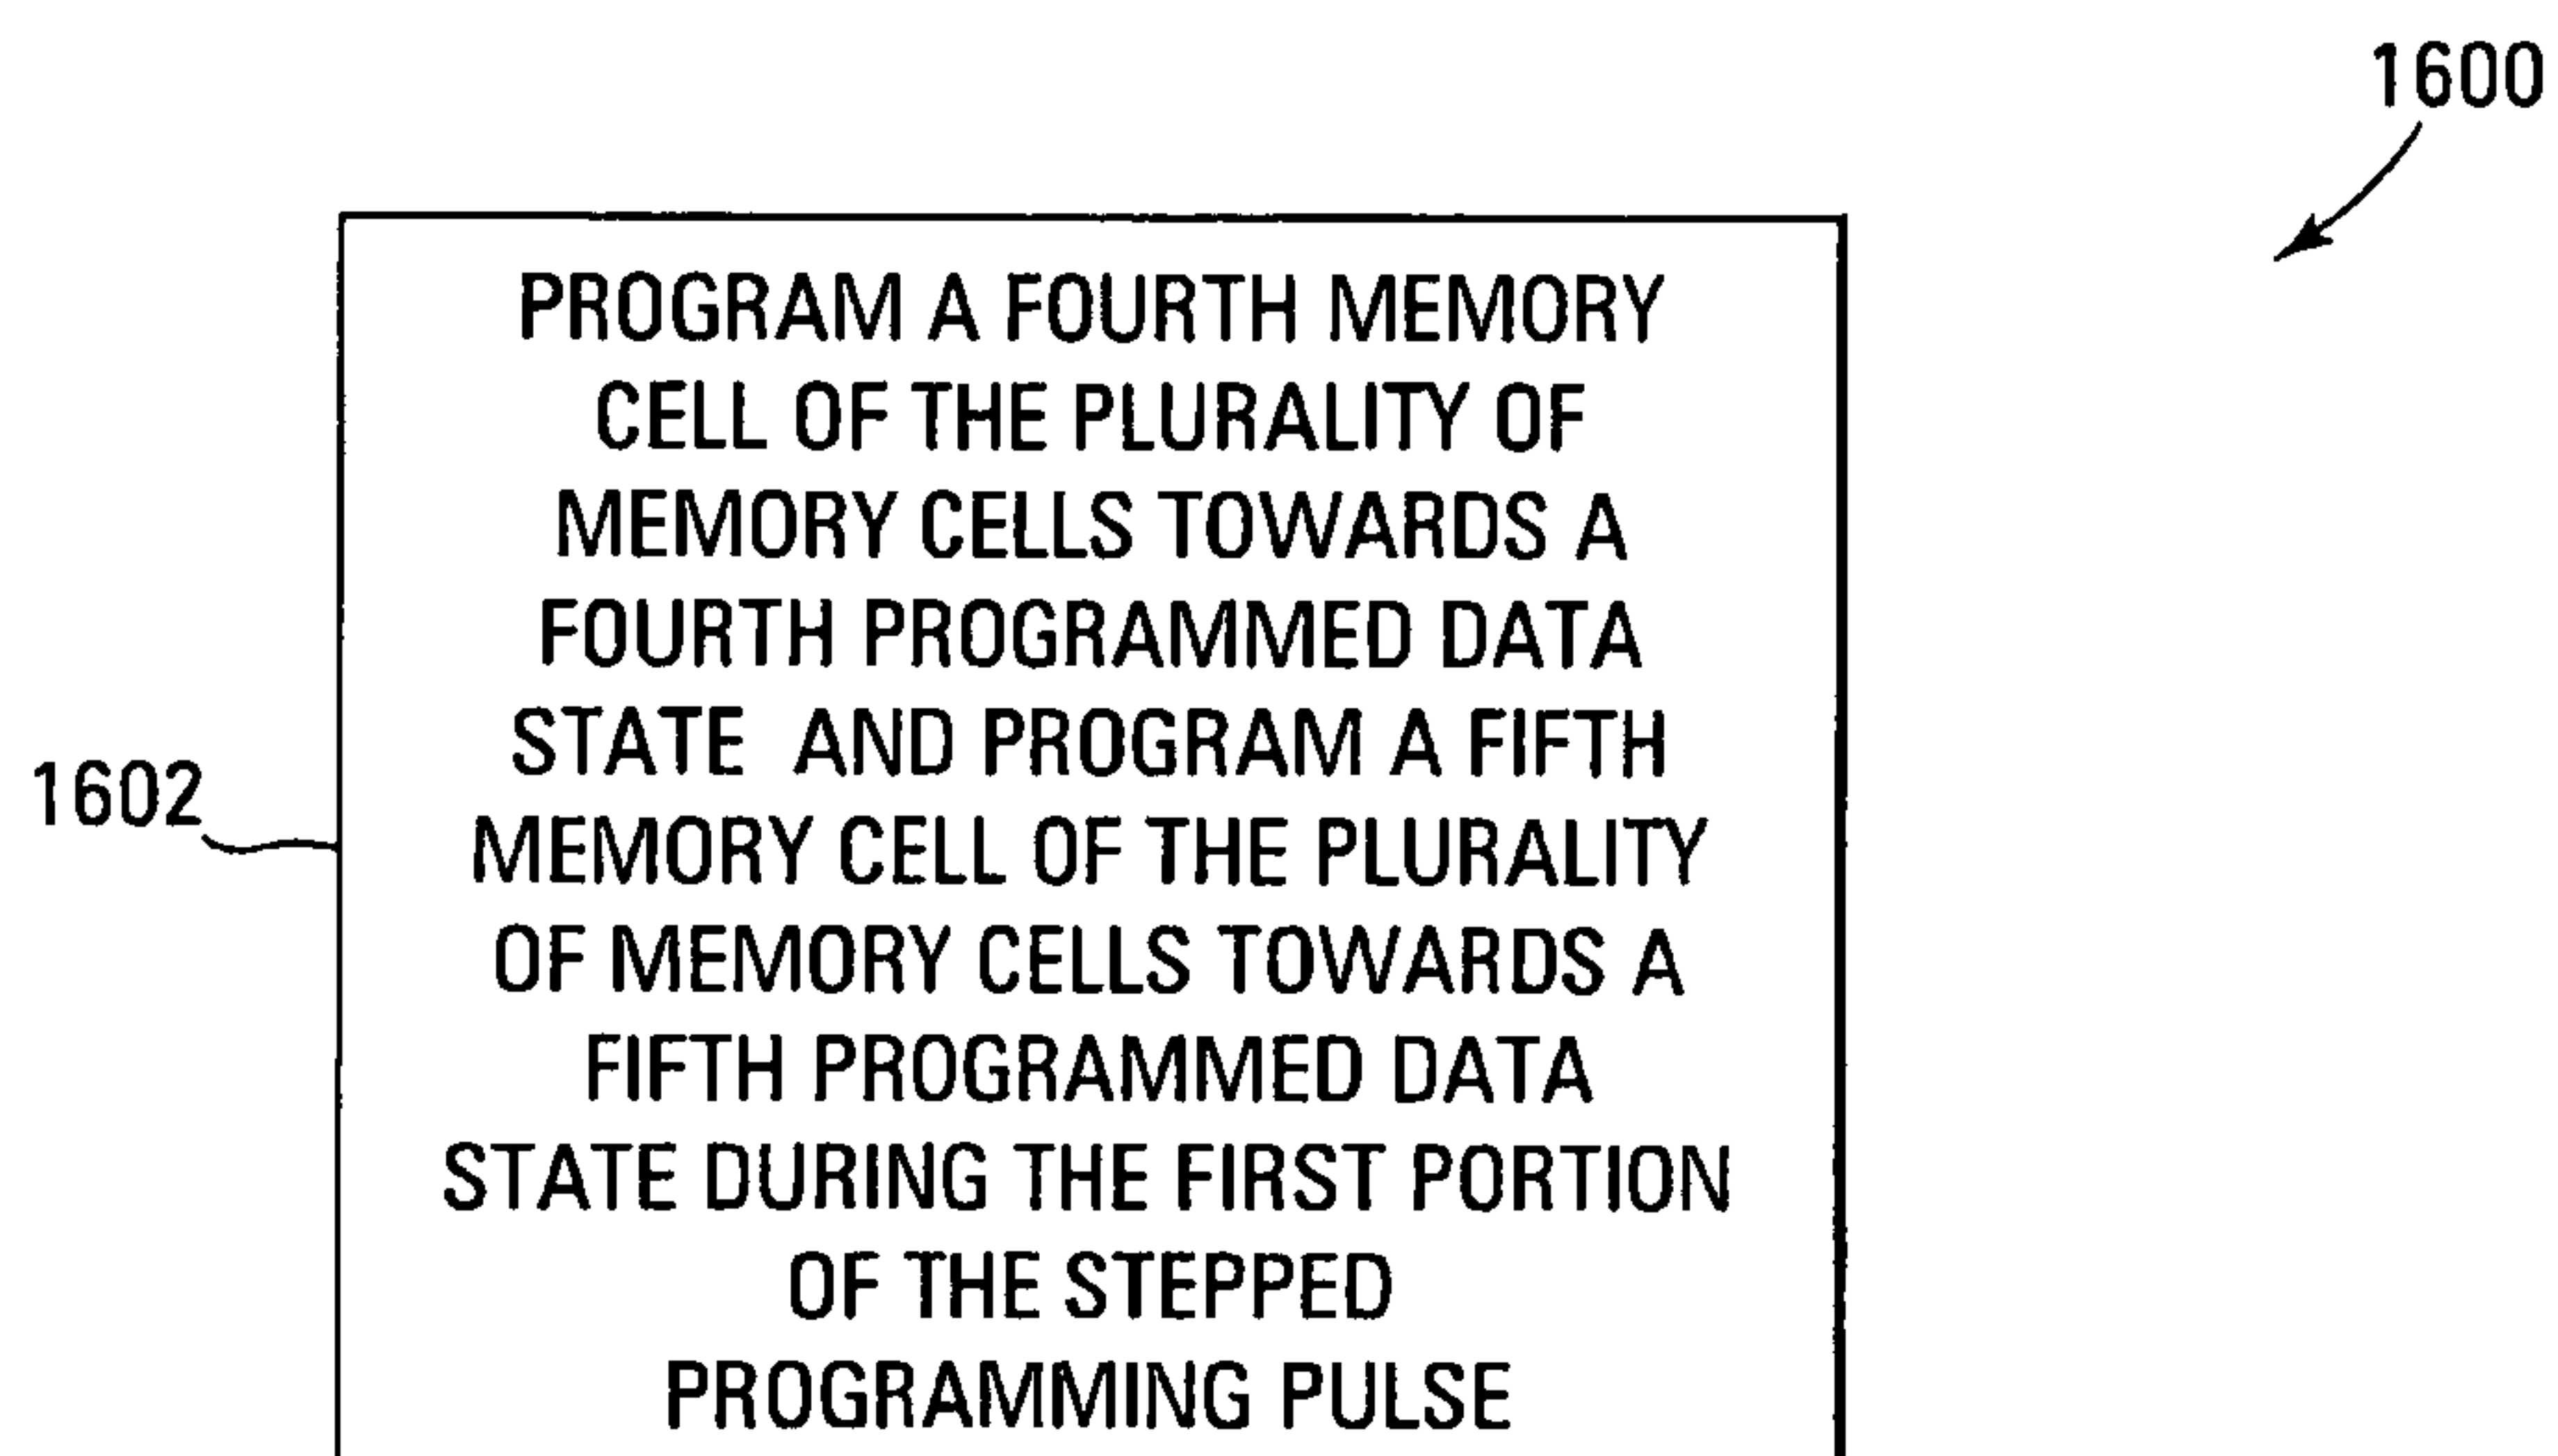 1600
PROGRAM A FOURTH MEMORY
CELL OF THE PLURALITY OF
MEMORY CELLS TOWARDS A
FOURTH PROGRAMMED DATA
STATE AND PROGRAM A FIFTH
1602
MEMORY CELL OF THE PLURALITY
OF MEMORY CELLS TOWARDS A
FIFTH PROGRAMMED DATA
STATE DURING THE FIRST PORTION
OF THE STEPPED
PROGRAMMING PULSE